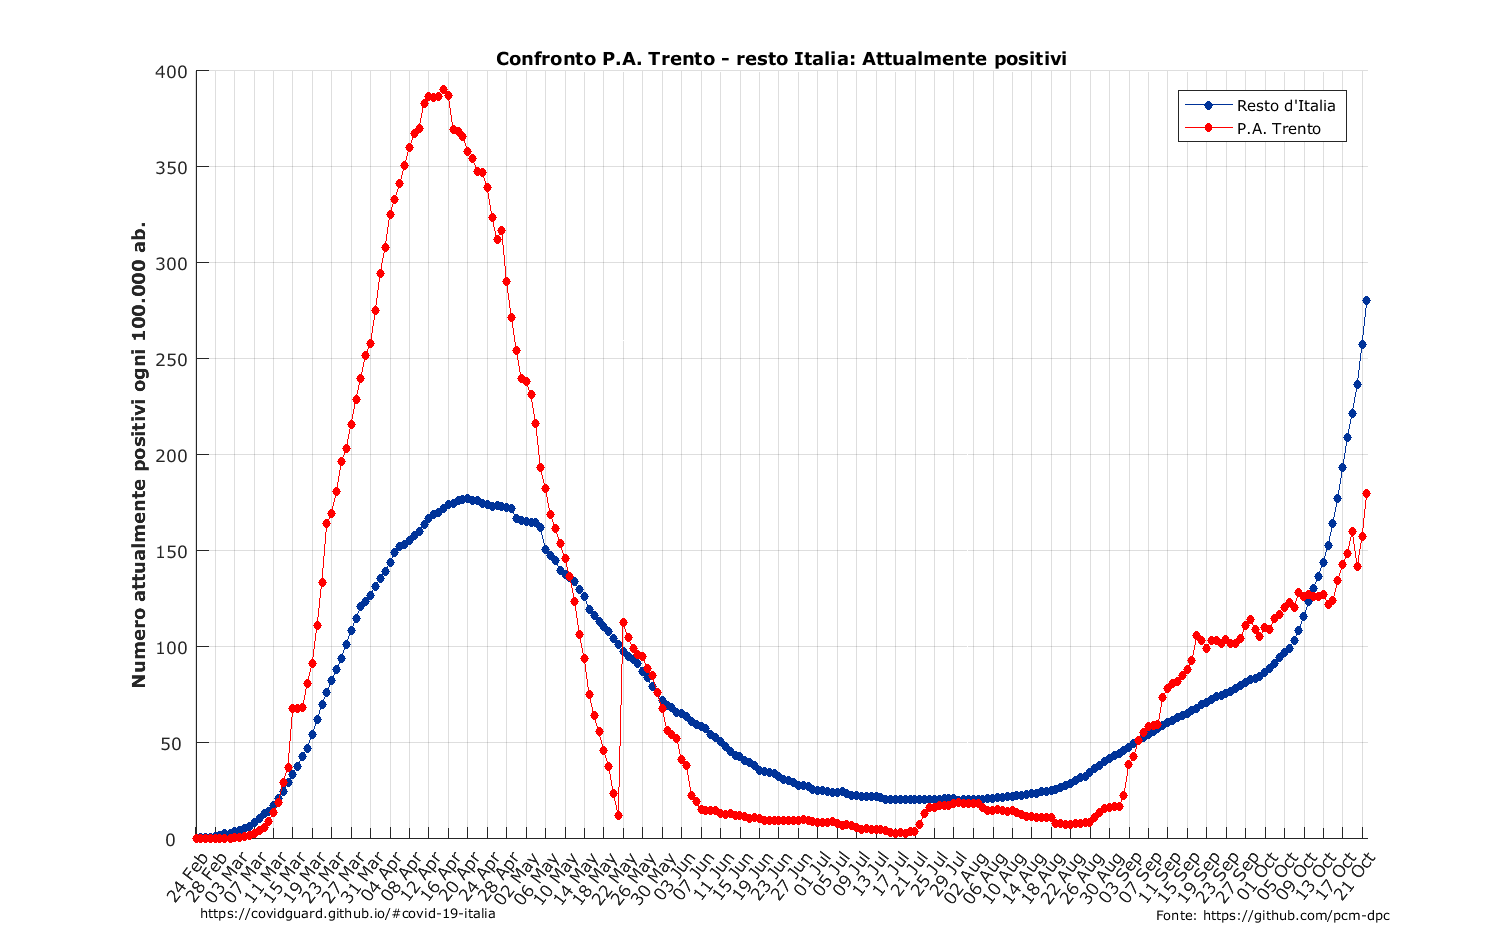 Confronto P.A. Trento - resto Italia: Attualmente positivi
Numero attualmente positivi ogni 100.000 ab.
400
350
300
250
200
150
100
50
0
Resto d'Italia
P.A. Trento
24 Feb
28 Feb
03 Mar
07 Mar
11 Mar
15 Mar
19 Mar
23 Mar
27 Mar
31 Mar
04 Apr
08 Apr
12 Apr
16 Apr
20 Apr
24 Apr
28 Apr
02 May
06 May
10 May
14 May
18 May
22 May
26 May
30 May
03 Jun
07 Jun
11 Jun
15 Jun
19 Jun
23 Jun
27 Jun
01 Jul
05 Jul
09 Jul
13 Jul
17 Jul
21 Jul
25 Jul
29 Jul
02 Aug
06 Aug
10 Aug
14 Aug
18 Aug
22 Aug
26 Aug
30 Aug
03 Sep
07 Sep
11 Sep
15 Sep
19 Sep
23 Sep
27 Sep
01 Oct
05 Oct
09 Oct
13 Oct
17 Oct
21 Oct
https://covidguard.github.io/#covid-19-italia
Fonte: https://github.com/pcm-dpc